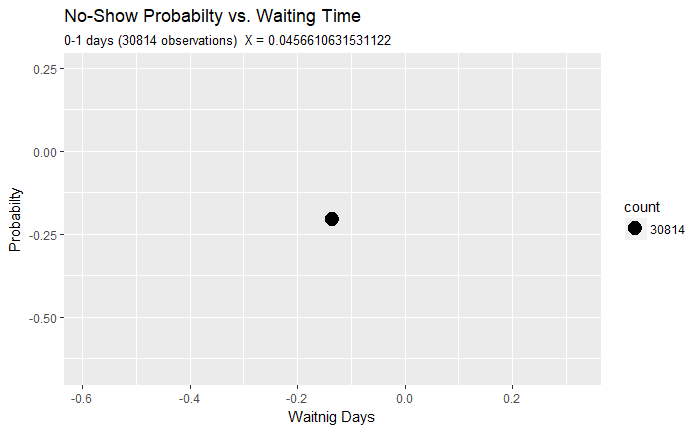 No-Show Probabilty vs. Waiting Time
0-1 days (30814 observations)  X = 0.0456610631531122
0.25
0.00
-0.25
-0.50
Probabilty
-0.6
-0.4
-0.2
0.0
0.2
Waitnig Days
count
30814